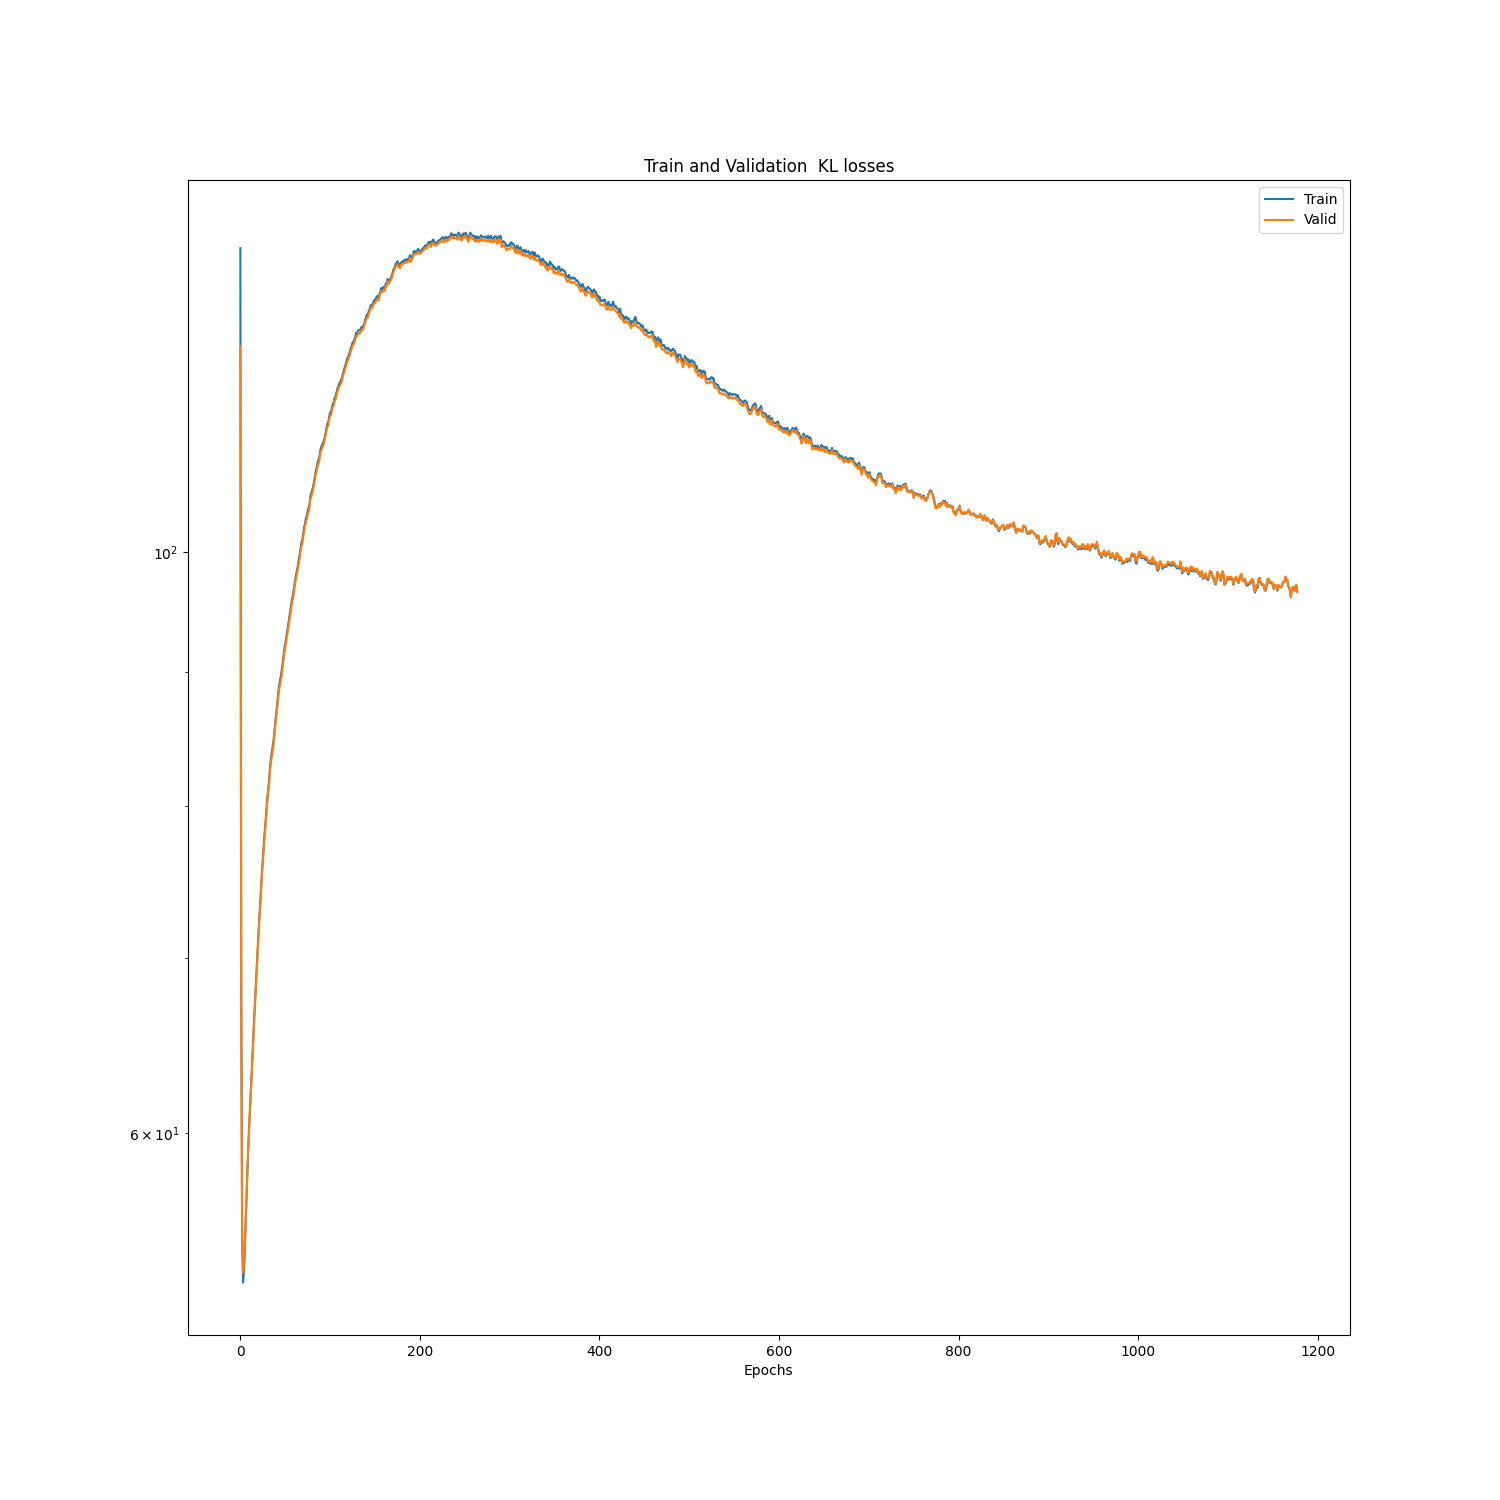 Train and Validation  KL losses
Train
Valid
10²
6 × 10¹
0 200 400 600 800 1000 1200
Epochs